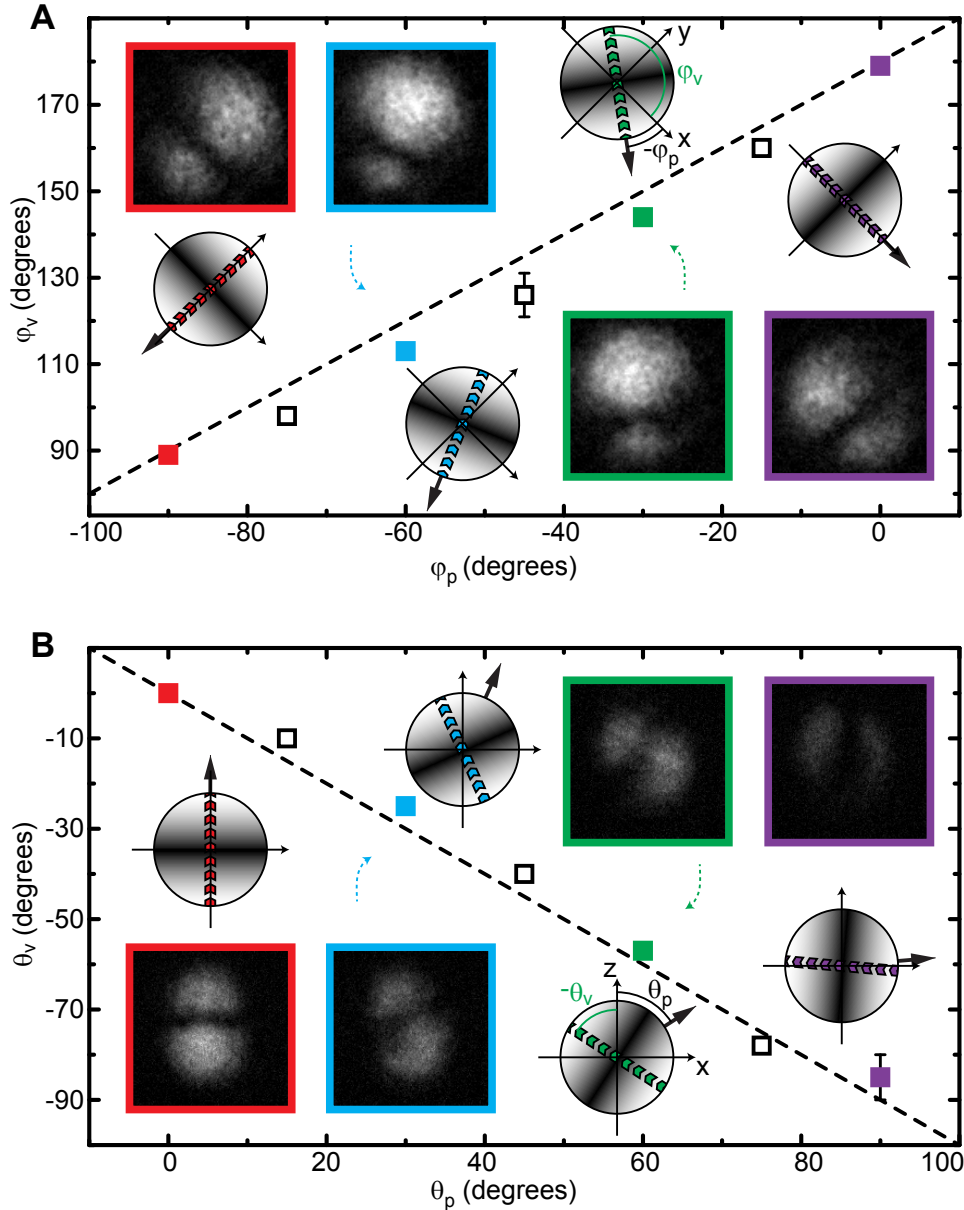 A
170
150
130
110
90
φv (degrees)
y
φv
x
-φp
-100
-80
-60
-40
-20
0
φp (degrees)
B
-10
-30
-50
-70
-90
θv (degrees)
z
-θv
θp
x
0
20
40
60
80
100
θp (degrees)